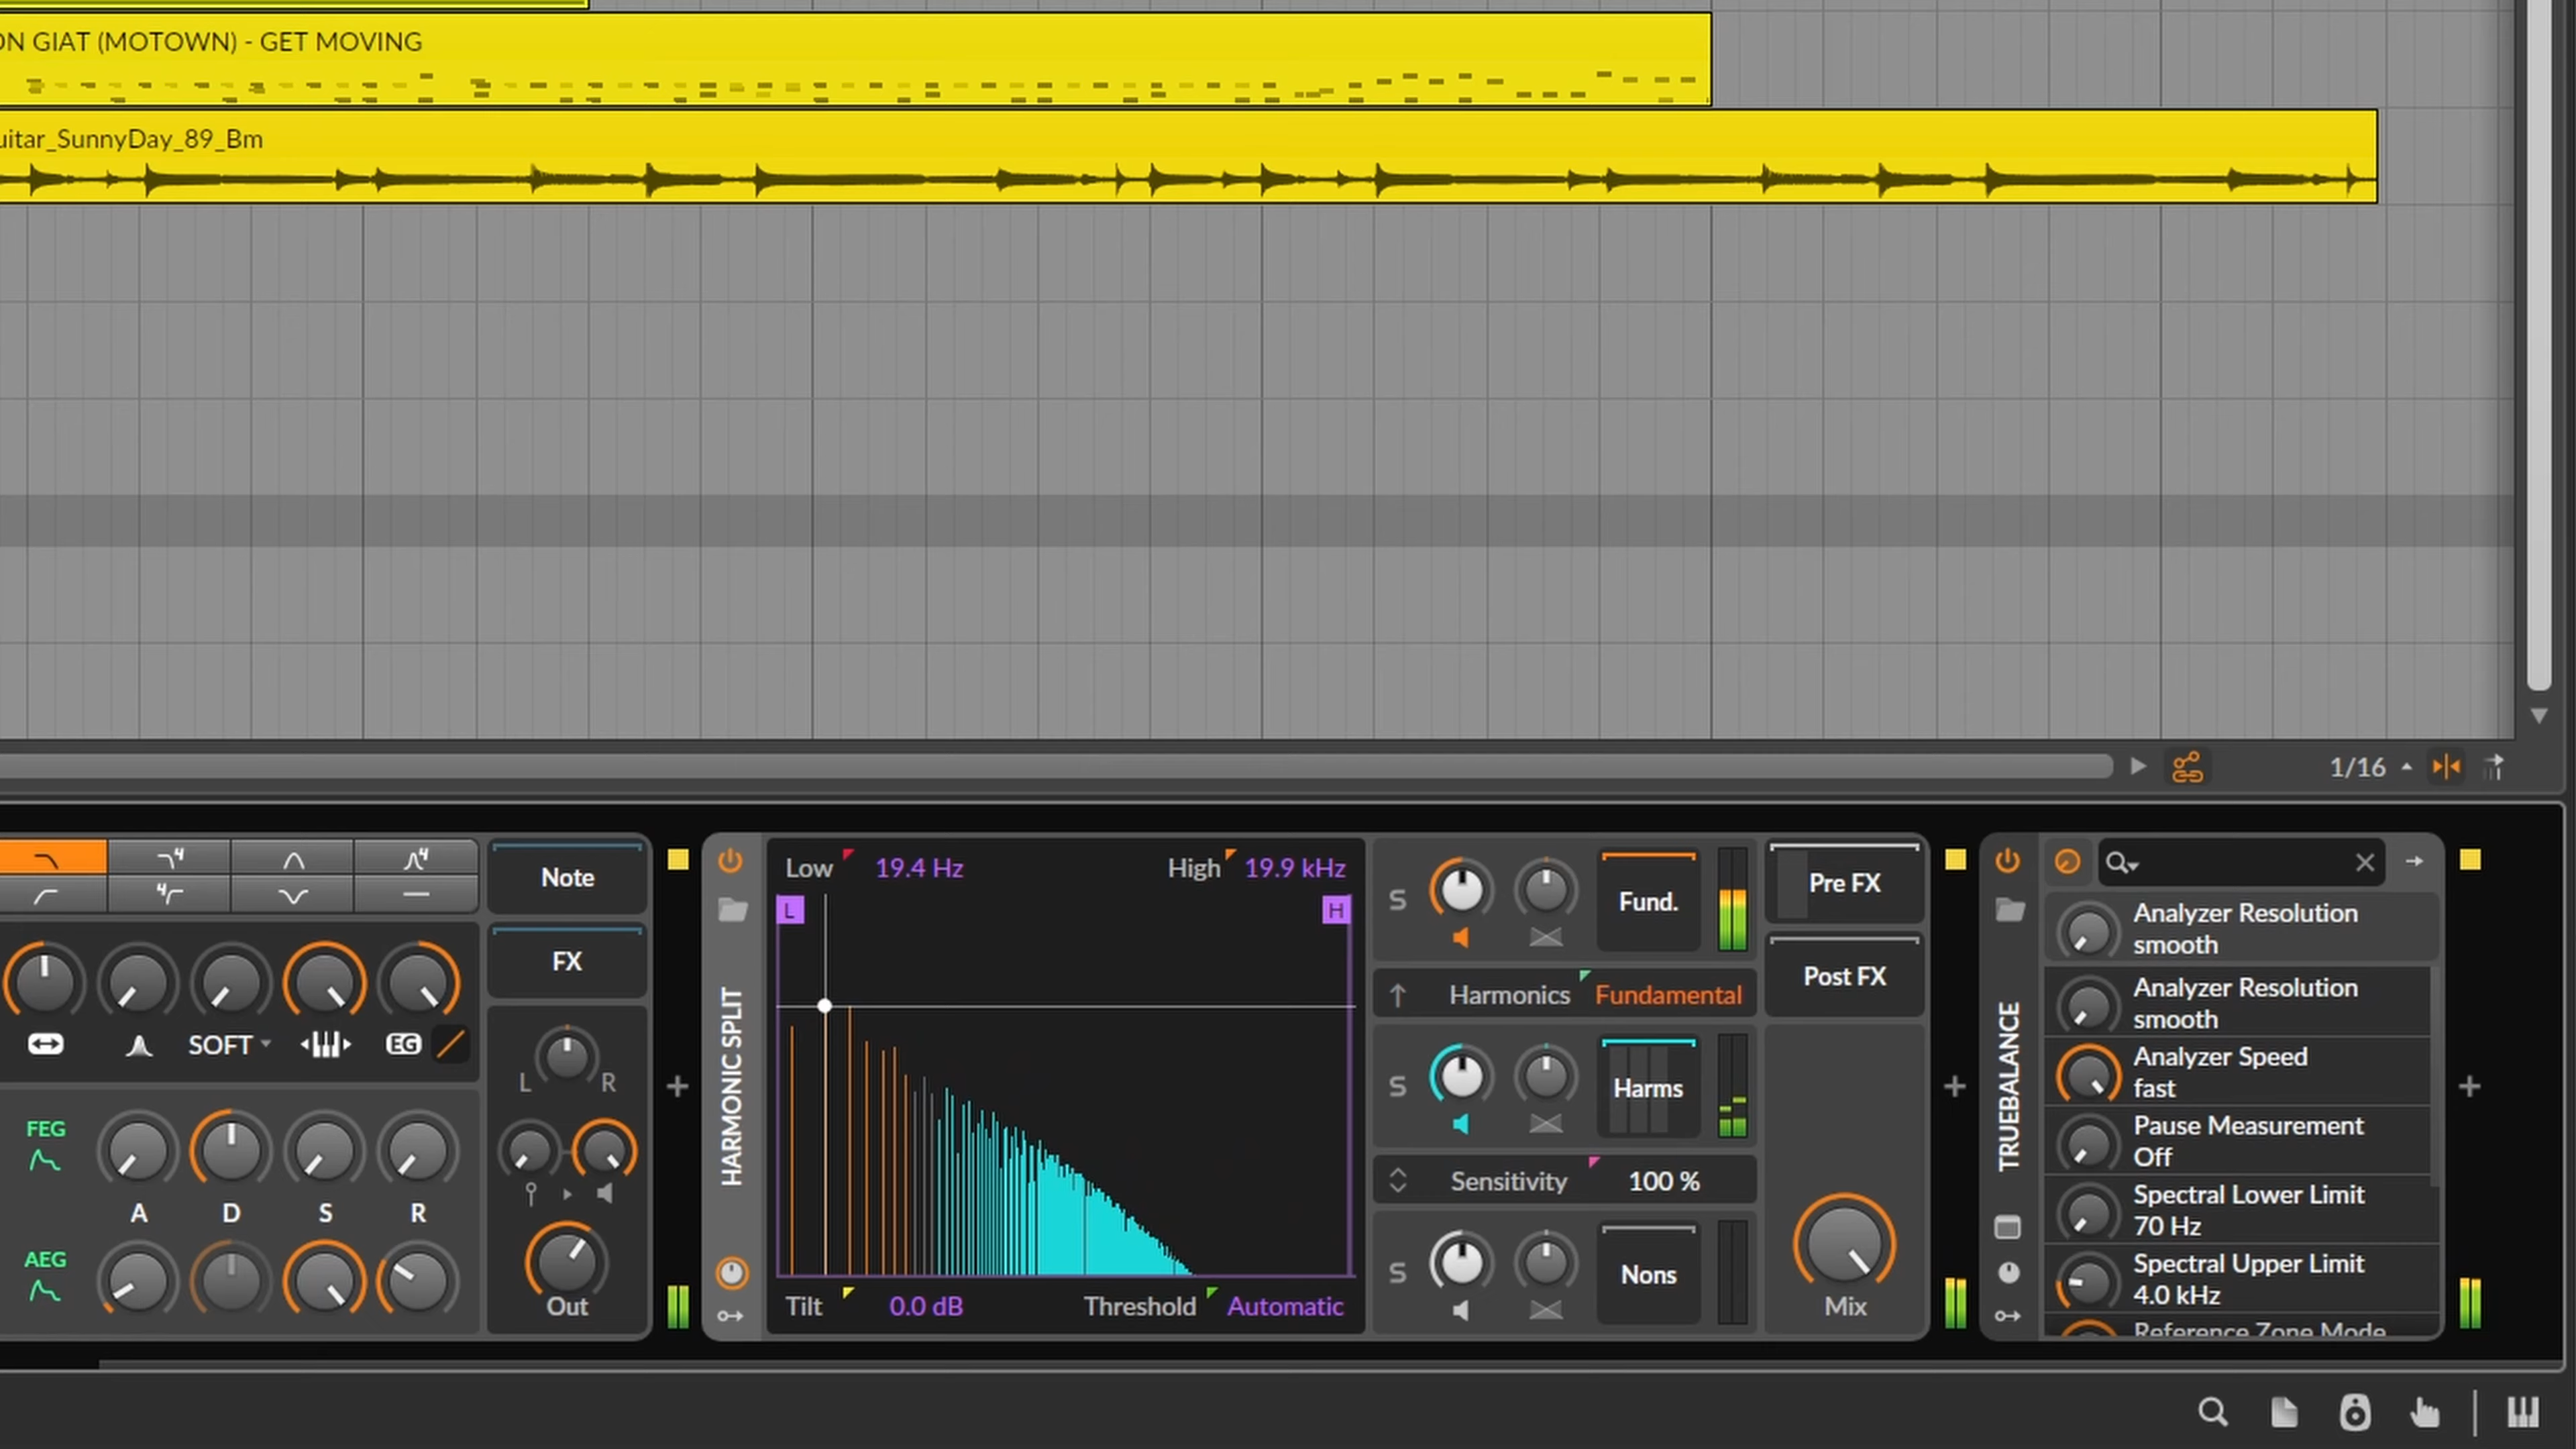 ON GIAT (MOTOWN) - GET MOVING
uitar_SunnyDay_89_Bm
1/16
Note
FX
SOFT
EG
L R
FEG
A D S R
AEG
Out
HARMONIC SPLIT
Low 19.4 Hz
High 19.9 kHz
L
H
Tilt 0.0 dB
Threshold Automatic
S
Fund.
Harmonics Fundamental
S
Harms
Sensitivity 100 %
S
Nons
Pre FX
Post FX
Mix
TRUEBALANCE
Analyzer Resolution
smooth
Analyzer Resolution
smooth
Analyzer Speed
fast
Pause Measurement
Off
Spectral Lower Limit
70 Hz
Spectral Upper Limit
4.0 kHz
Reference Zone Mode